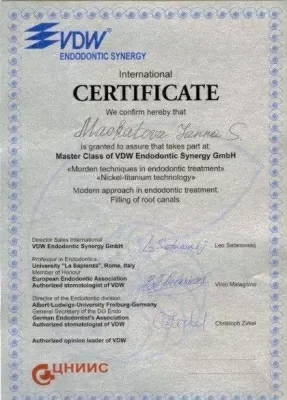 VDW
ENDODONTIC SYNERGY
International
CERTIFICATE
We confirm hereby that
Maskatova Janna S.
is granted to assure that takes part at
Master Class of VDW Endodontic Synergy GmbH
«Morden techniques in endodontic treatment»
«Nickel-titanium technology»
Modern approach in endodontic treatment.
Filling of root canals.
Director Sales International
VDW Endodontic Synergy GmbH
Professor in Endodontics
University "La Sapienza", Rome, Italy
Member of Honour
European Endodontic Association
Authorized stomatologist of VDW
Vinio Malagnino
Director of the Endodontic division
Albert-Ludwigs-University Freiburg-Germany
General Secretary of the DG Endo
German Endodontist's Association
Authorized stomatologist of VDW
Christoph Zirkel
Authorized opinion leader of VDW
ЦНИИС